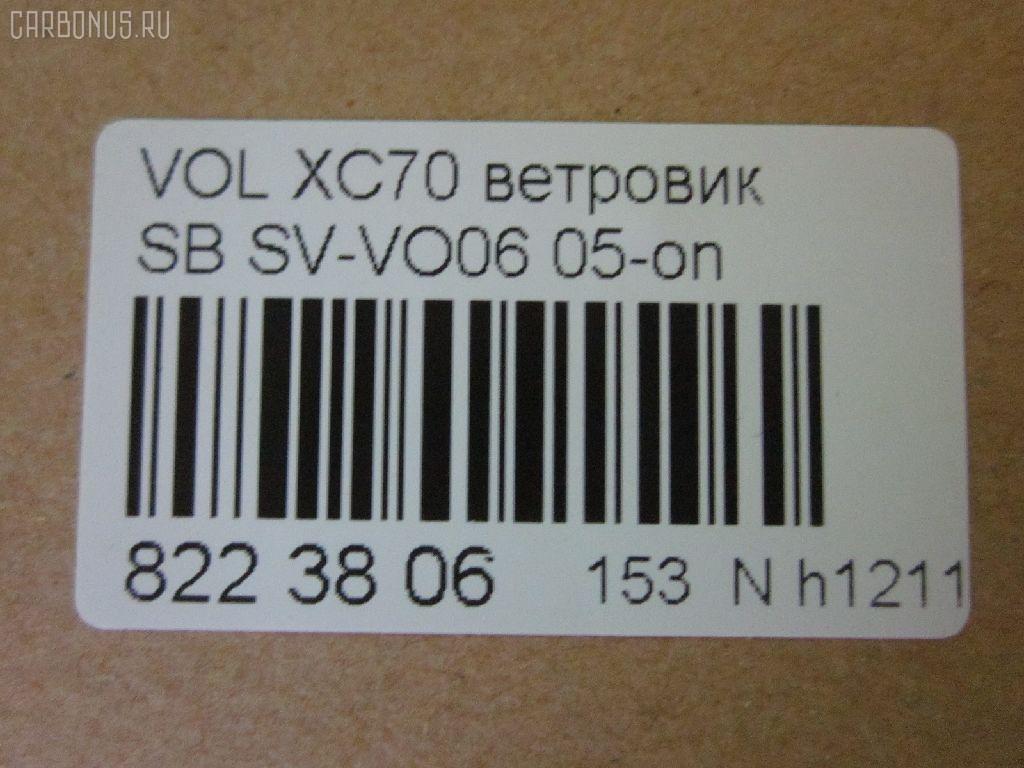 CARBONUS.RU
VOL XC70 ветровик
SB SV-VO06 05-on
822 38 06 153 N h1211